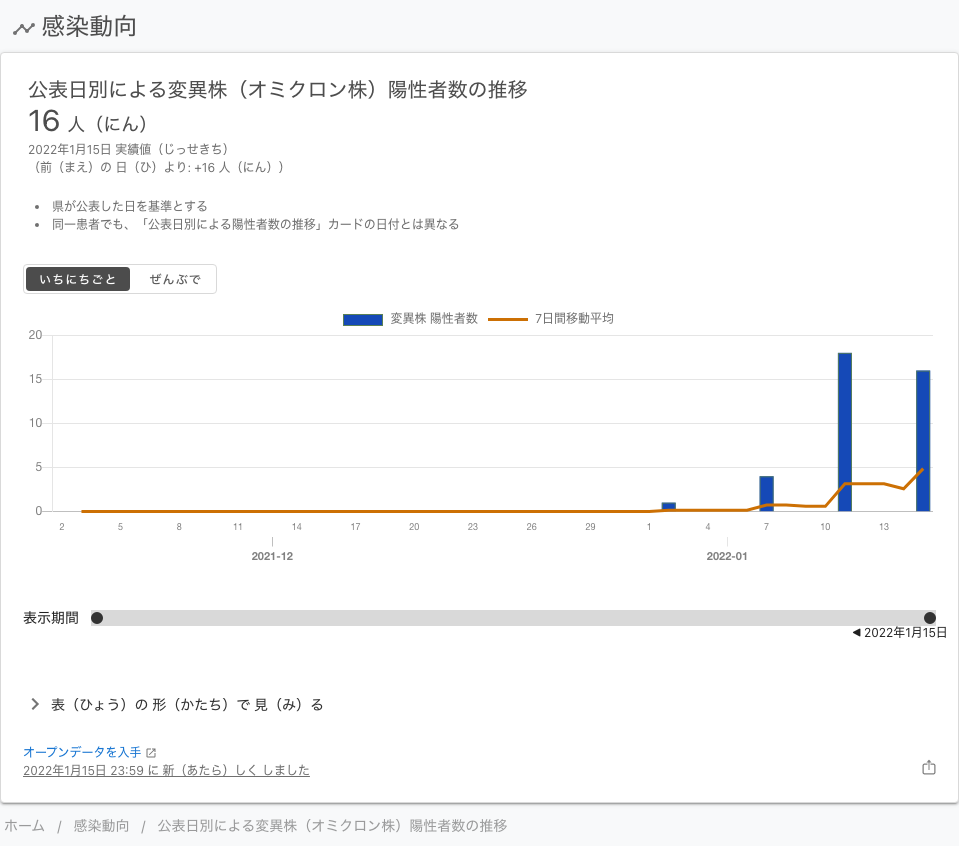 感染動向
公表日別による変異株（オミクロン株）陽性者数の推移
16 人（にん）
2022年1月15日 実績値（じっせきち）
（前（まえ）の 日（ひ）より: +16 人（にん））
県が公表した日を基準とする
同一患者でも、「公表日別による陽性者数の推移」カードの日付とは異なる
いちにちごと ぜんぶで
変異株 陽性者数 7日間移動平均
20
15
10
5
0
2 5 8 11 14 17 20 23 26 29 1 4 7 10 13
2021-12 2022-01
表示期間
◀ 2022年1月15日
表（ひょう）の 形（かたち）で 見（み）る
オープンデータを入手
2022年1月15日 23:59 に 新（あたら）しく しました
ホーム / 感染動向 / 公表日別による変異株（オミクロン株）陽性者数の推移